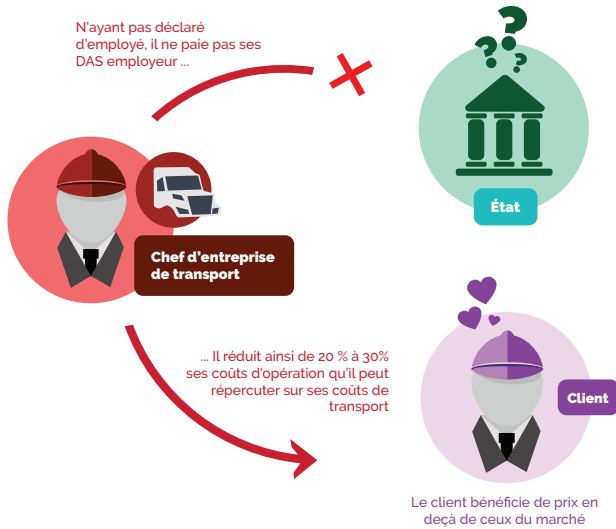 N'ayant pas déclaré
d'employé, il ne paie pas ses
DAS employeur ...
?
?
?
État
Chef d'entreprise
de transport
... Il réduit ainsi de 20 % à 30%
ses coûts d'opération qu'il peut
répercuter sur ses coûts de
transport
Client
Le client bénéficie de prix en
deçà de ceux du marché